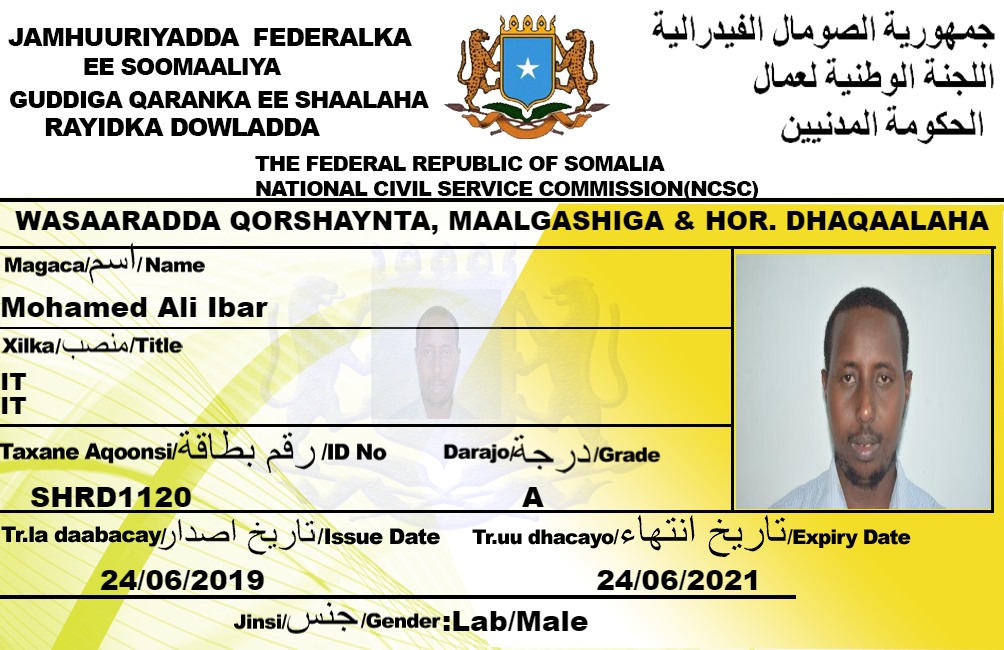 JAMHUURIYADDA FEDERALKA
EE SOOMAALIYA
GUDDIGA QARANKA EE SHAALAHA
RAYIDKA DOWLADDA
جمهورية الصومال الفيدرالية
اللجنة الوطنية لعمال
الحكومة المدنيين
THE FEDERAL REPUBLIC OF SOMALIA
NATIONAL CIVIL SERVICE COMMISSION(NCSC)
WASAARADDA QORSHAYNTA, MAALGASHIGA & HOR. DHAQAALAHA
Magaca/اسم/Name
Mohamed Ali Ibar
Xilka/منصب/Title
IT
IT
Taxane Aqoonsi/رقم بطاقة/ID No
SHRD1120
Darajo/درجة/Grade
A
Tr.la daabacay/تاريخ اصدار/Issue Date
24/06/2019
Tr.uu dhacayo/تاريخ انتهاء/Expiry Date
24/06/2021
Jinsi/جنس/Gender:Lab/Male